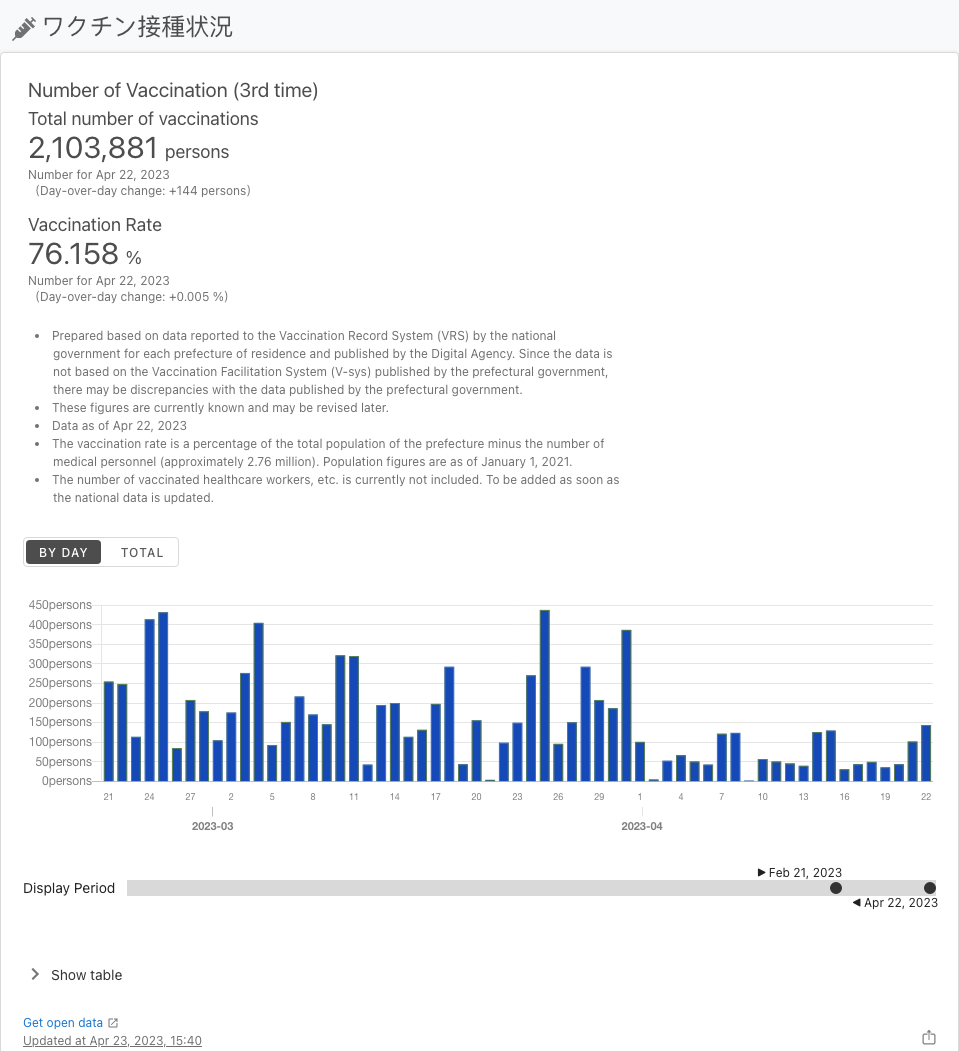 ワクチン接種状況
Number of Vaccination (3rd time)
Total number of vaccinations
2,103,881 persons
Number for Apr 22, 2023
(Day-over-day change: +144 persons)
Vaccination Rate
76.158 %
Number for Apr 22, 2023
(Day-over-day change: +0.005 %)
• Prepared based on data reported to the Vaccination Record System (VRS) by the national
government for each prefecture of residence and published by the Digital Agency. Since the data is
not based on the Vaccination Facilitation System (V-sys) published by the prefectural government,
there may be discrepancies with the data published by the prefectural government.
• These figures are currently known and may be revised later.
• Data as of Apr 22, 2023
• The vaccination rate is a percentage of the total population of the prefecture minus the number of
medical personnel (approximately 2.76 million). Population figures are as of January 1, 2021.
• The number of vaccinated healthcare workers, etc. is currently not included. To be added as soon as
the national data is updated.
BY DAY TOTAL
450persons
400persons
350persons
300persons
250persons
200persons
150persons
100persons
50persons
0persons
21 24 27 2 5 8 11 14 17 20 23 26 29 1 4 7 10 13 16 19 22
2023-03 2023-04
Feb 21, 2023
Display Period
Apr 22, 2023
Show table
Get open data
Updated at Apr 23, 2023, 15:40